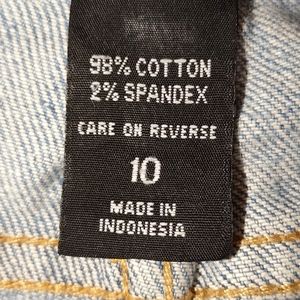 98% COTTON
2% SPANDEX
CARE ON REVERSE
10
MADE IN
INDONESIA